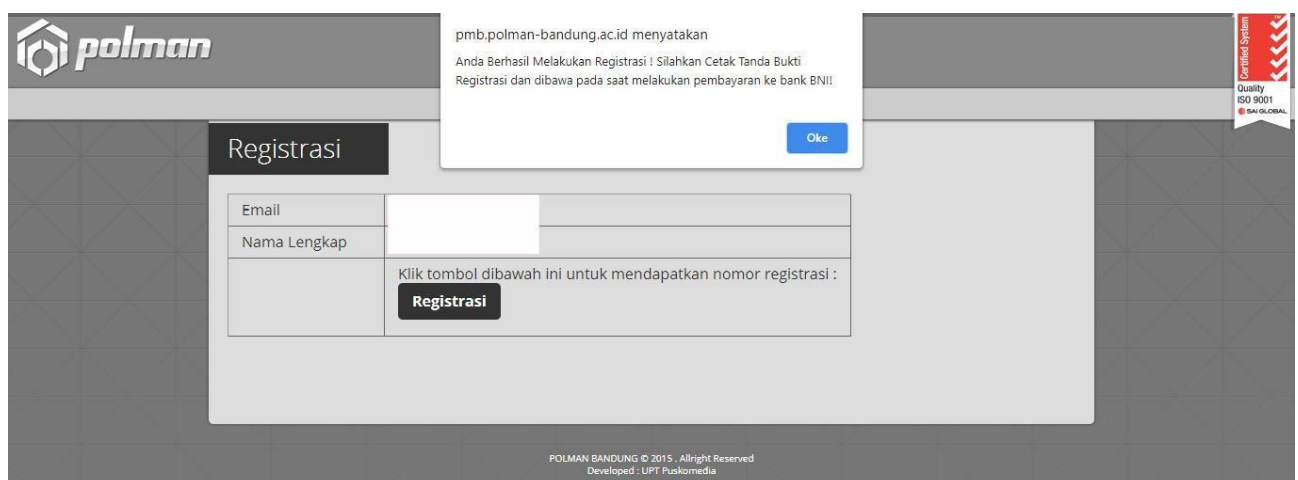 polman
pmb.polman-bandung.ac.id menyatakan
Anda Berhasil Melakukan Registrasi ! Silahkan Cetak Tanda Bukti
Registrasi dan dibawa pada saat melakukan pembayaran ke bank BNI!
Oke
Certified System
Quality
ISO 9001
SAI GLOBAL
Registrasi
Email
Nama Lengkap
Klik tombol dibawah ini untuk mendapatkan nomor registrasi :
Registrasi
POLMAN BANDUNG © 2015 . Allright Reserved
Developed : UPT Puskomedia